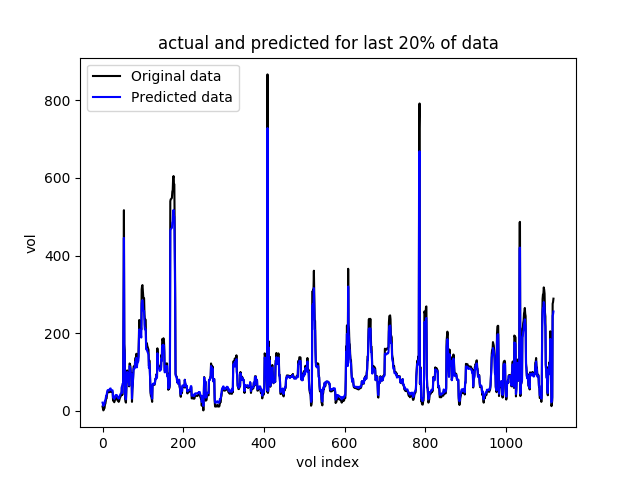 actual and predicted for last 20% of data
Original data
Predicted data
800
600
400
200
0
vol
0 200 400 600 800 1000
vol index